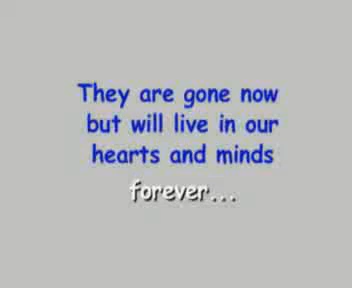 They are gone now
but will live in our
hearts and minds
forever...